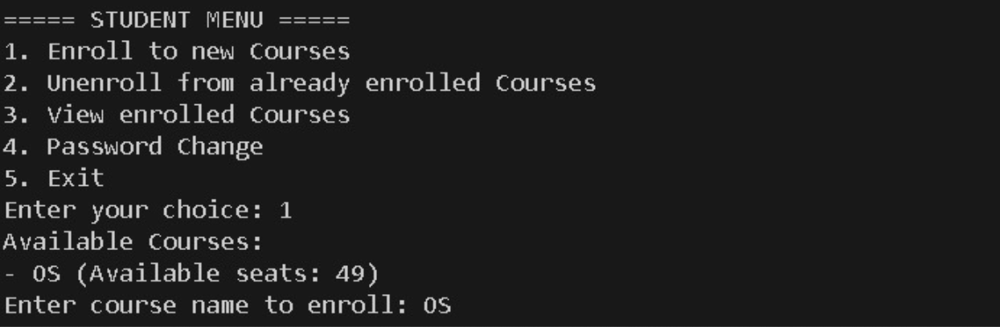 ===== STUDENT MENU =====
1. Enroll to new Courses
2. Unenroll from already enrolled Courses
3. View enrolled Courses
4. Password Change
5. Exit
Enter your choice: 1
Available Courses:
- OS (Available seats: 49)
Enter course name to enroll: OS